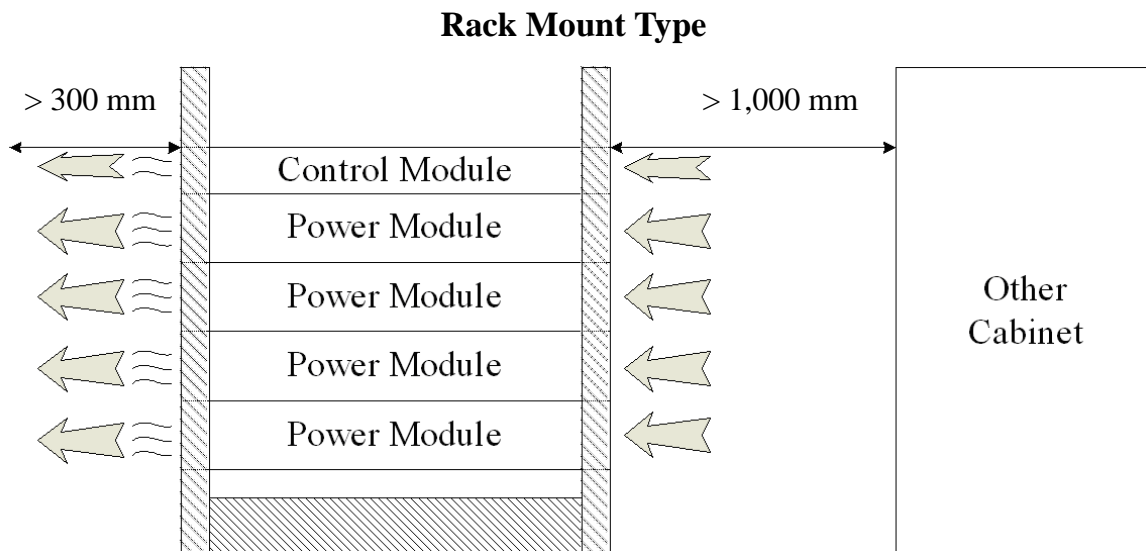 Rack Mount Type
> 300 mm
> 1,000 mm
Control Module
Power Module
Power Module
Power Module
Power Module
Other
Cabinet